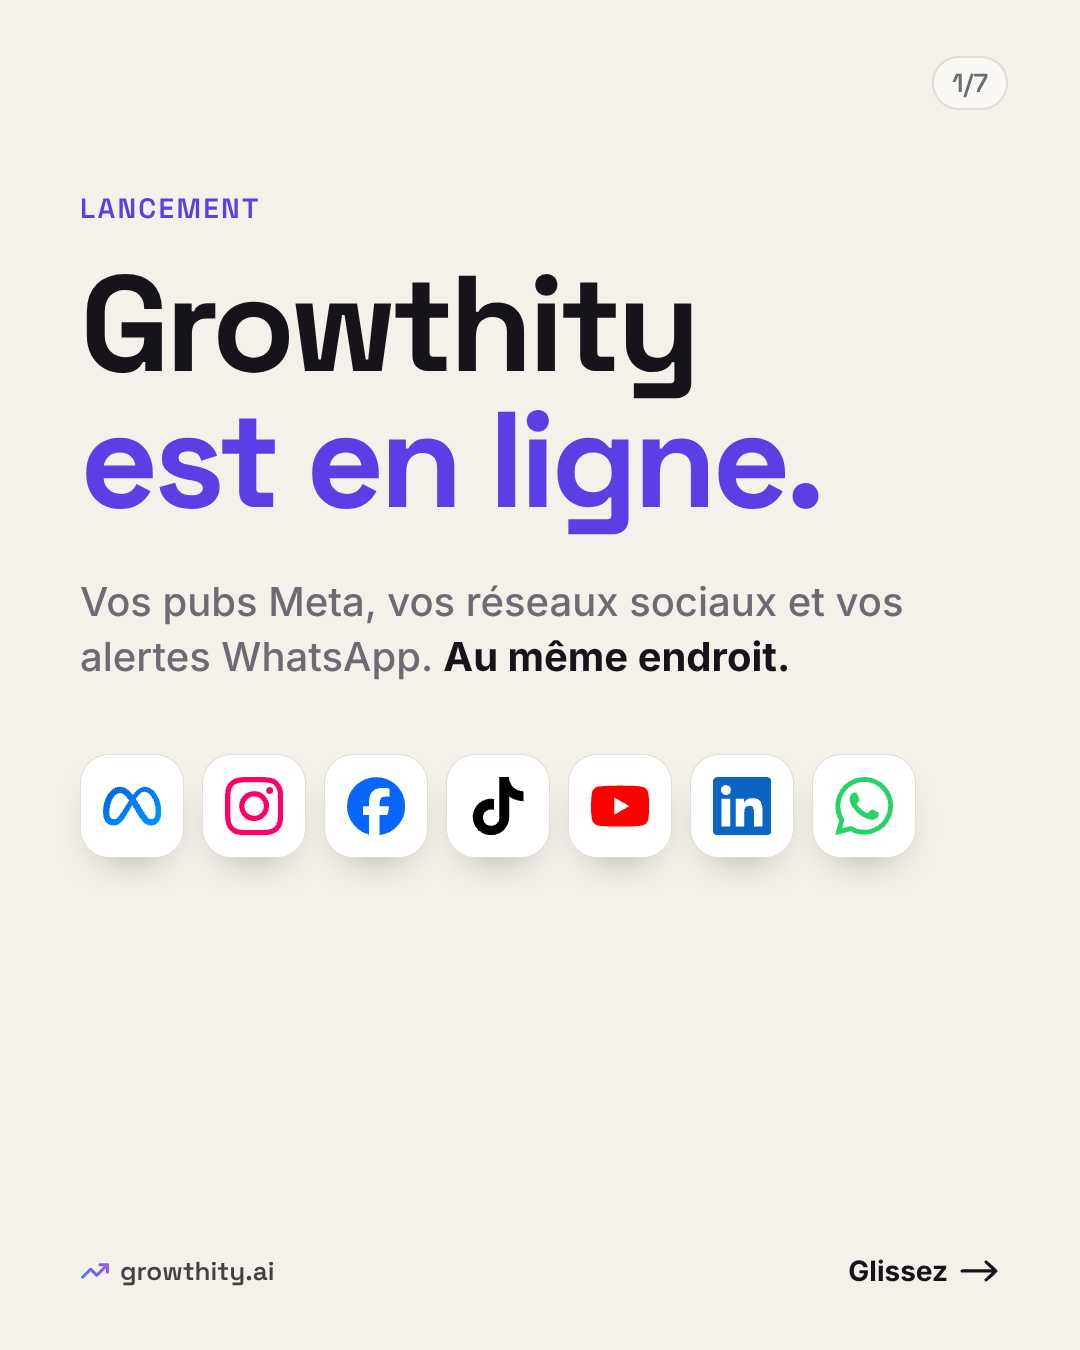 1/7
LANCEMENT
Growthity
est en ligne.
Vos pubs Meta, vos réseaux sociaux et vos
alertes WhatsApp. Au même endroit.
in
growthity.ai
Glissez →